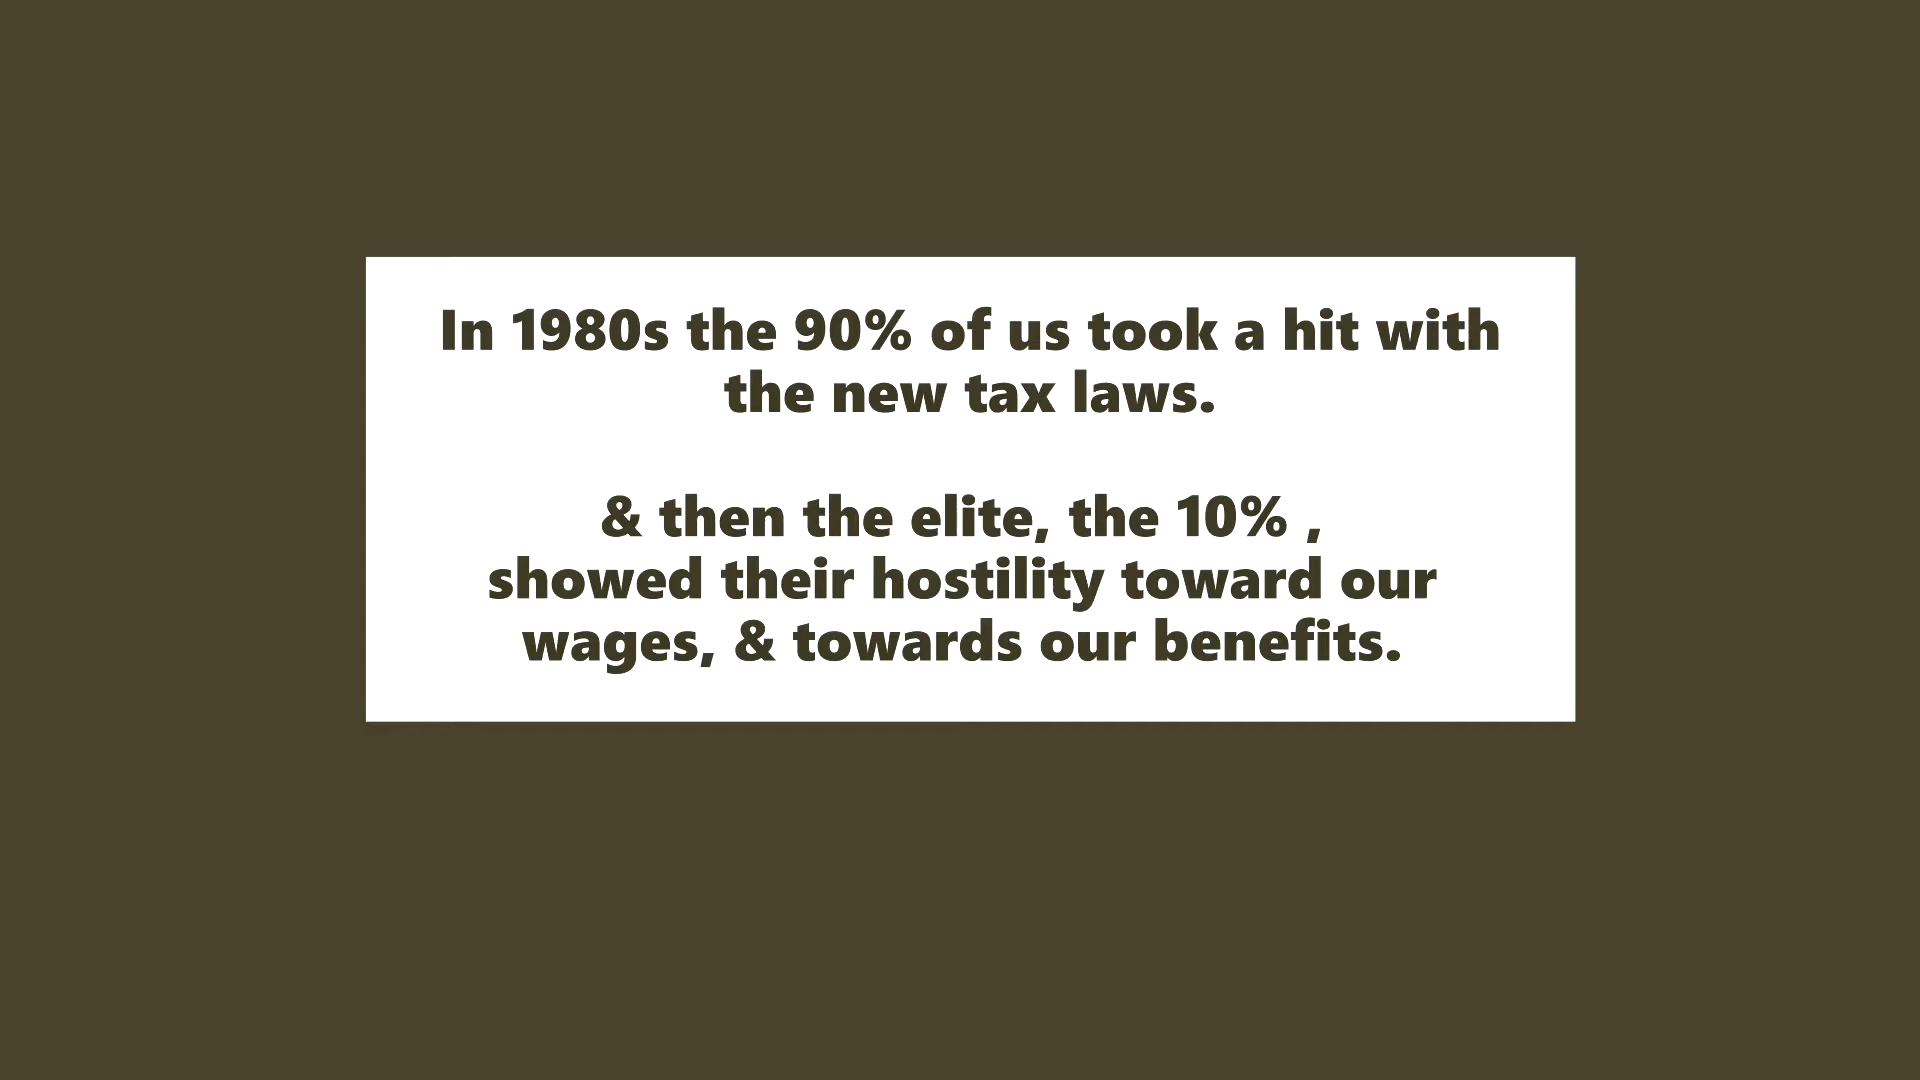 In 1980s the 90% of us took a hit with
the new tax laws.
& then the elite, the 10% ,
showed their hostility toward our
wages, & towards our benefits.